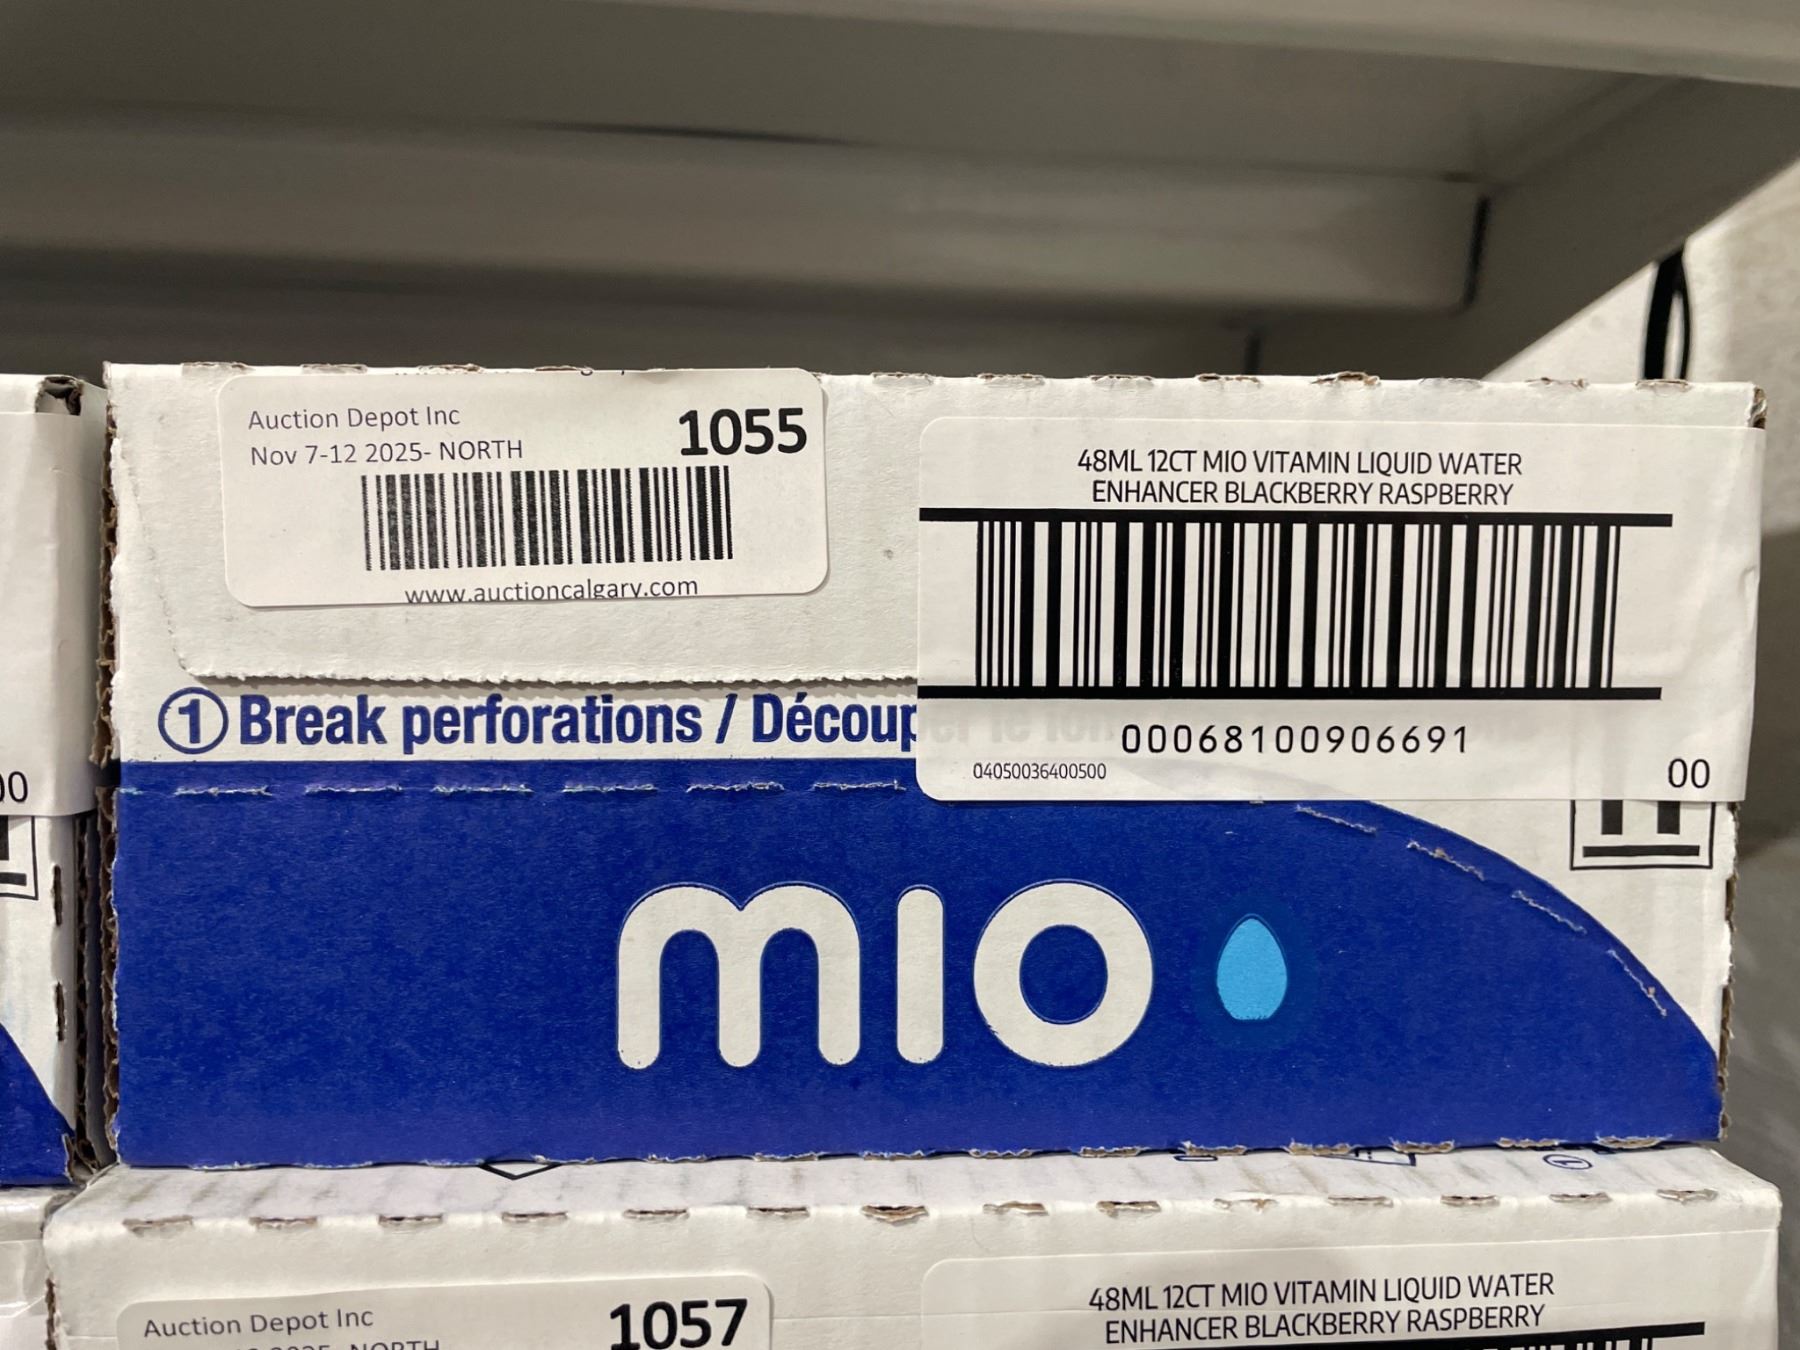 Auction Depot Inc
1055
Nov 7-12 2025- NORTH
www.auctioncalgary.com
48ML 12CT MIO VITAMIN LIQUID WATER
ENHANCER BLACKBERRY RASPBERRY
00068100906691
04050036400500
00
1 Break perforations / Découp
mio
Auction Depot Inc
1057
2025- NORTH
48ML 12CT MIO VITAMIN LIQUID WATER
ENHANCER BLACKBERRY RASPBERRY